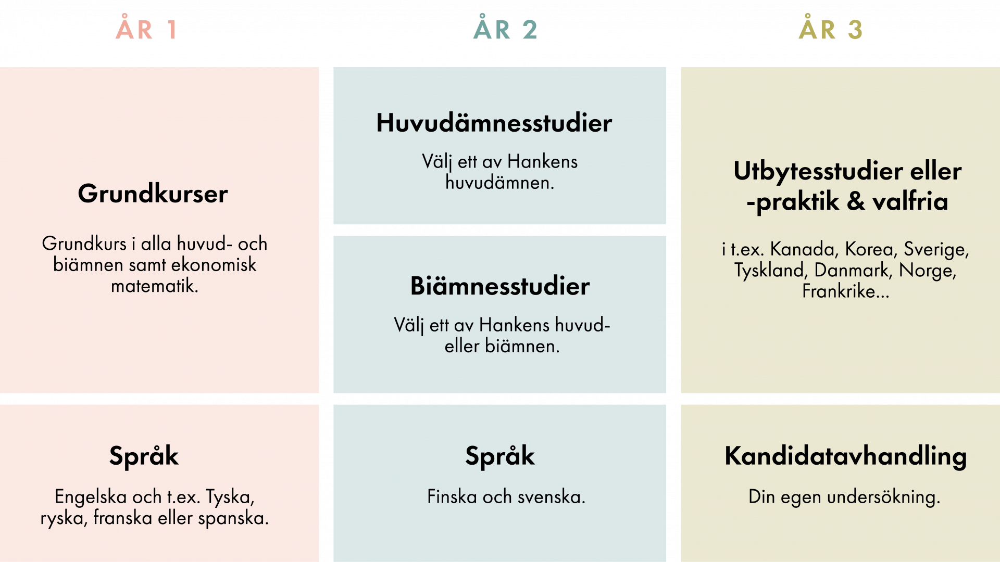 ÅR 1
Grundkurser
Grundkurs i alla huvud- och
biämnen samt ekonomisk
matematik.
Språk
Engelska och t.ex. Tyska,
ryska, franska eller spanska.
ÅR 2
Huvudämnesstudier
Välj ett av Hankens
huvudämnen.
Biämnesstudier
Välj ett av Hankens huvud-
eller biämnen.
Språk
Finska och svenska.
ÅR 3
Utbytesstudier eller
-praktik & valfria
i t.ex. Kanada, Korea, Sverige,
Tyskland, Danmark, Norge,
Frankrike...
Kandidatavhandling
Din egen undersökning.